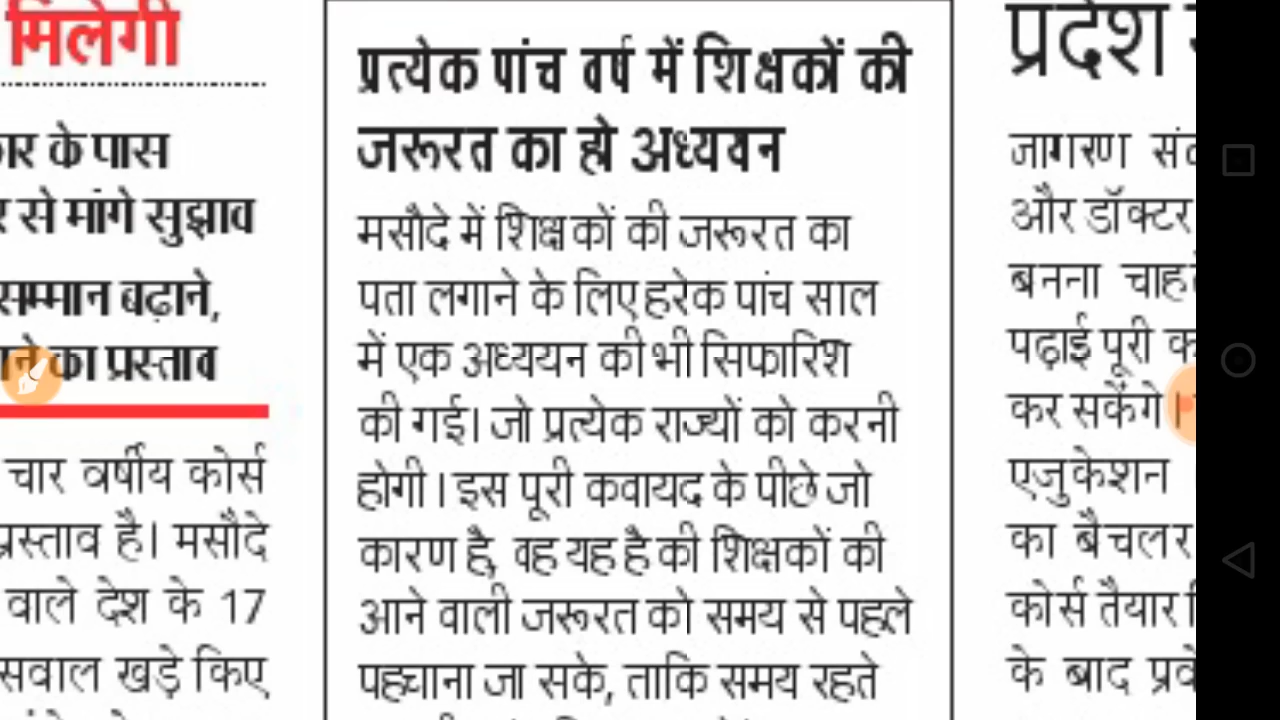 मिलेगी
के पास
से मांगे सुझाव
सम्मान बढ़ाने,
का प्रस्ताव
चार वर्षीय कोर्स
प्रस्ताव है। मसौदे
वाले देश के 17
सवाल खड़े किए
प्रत्येक पांच वर्ष में शिक्षकों की
जरूरत का हो अध्ययन
मसौदे में शिक्षकों की जरूरत का
पता लगाने के लिए हरेक पांच साल
में एक अध्ययन की भी सिफारिश
की गई। जो प्रत्येक राज्यों को करनी
होगी। इस पूरी कवायद के पीछे जो
कारण है, वह यह है की शिक्षकों की
आने वाली जरूरत को समय से पहले
पहचाना जा सके, ताकि समय रहते
प्रदेश
जागरण
और डॉक्टर
बनना
पढ़ाई पूरी
कर सकेंगे।
एजुकेशन
का बैचलर
कोर्स तैयार
के बाद